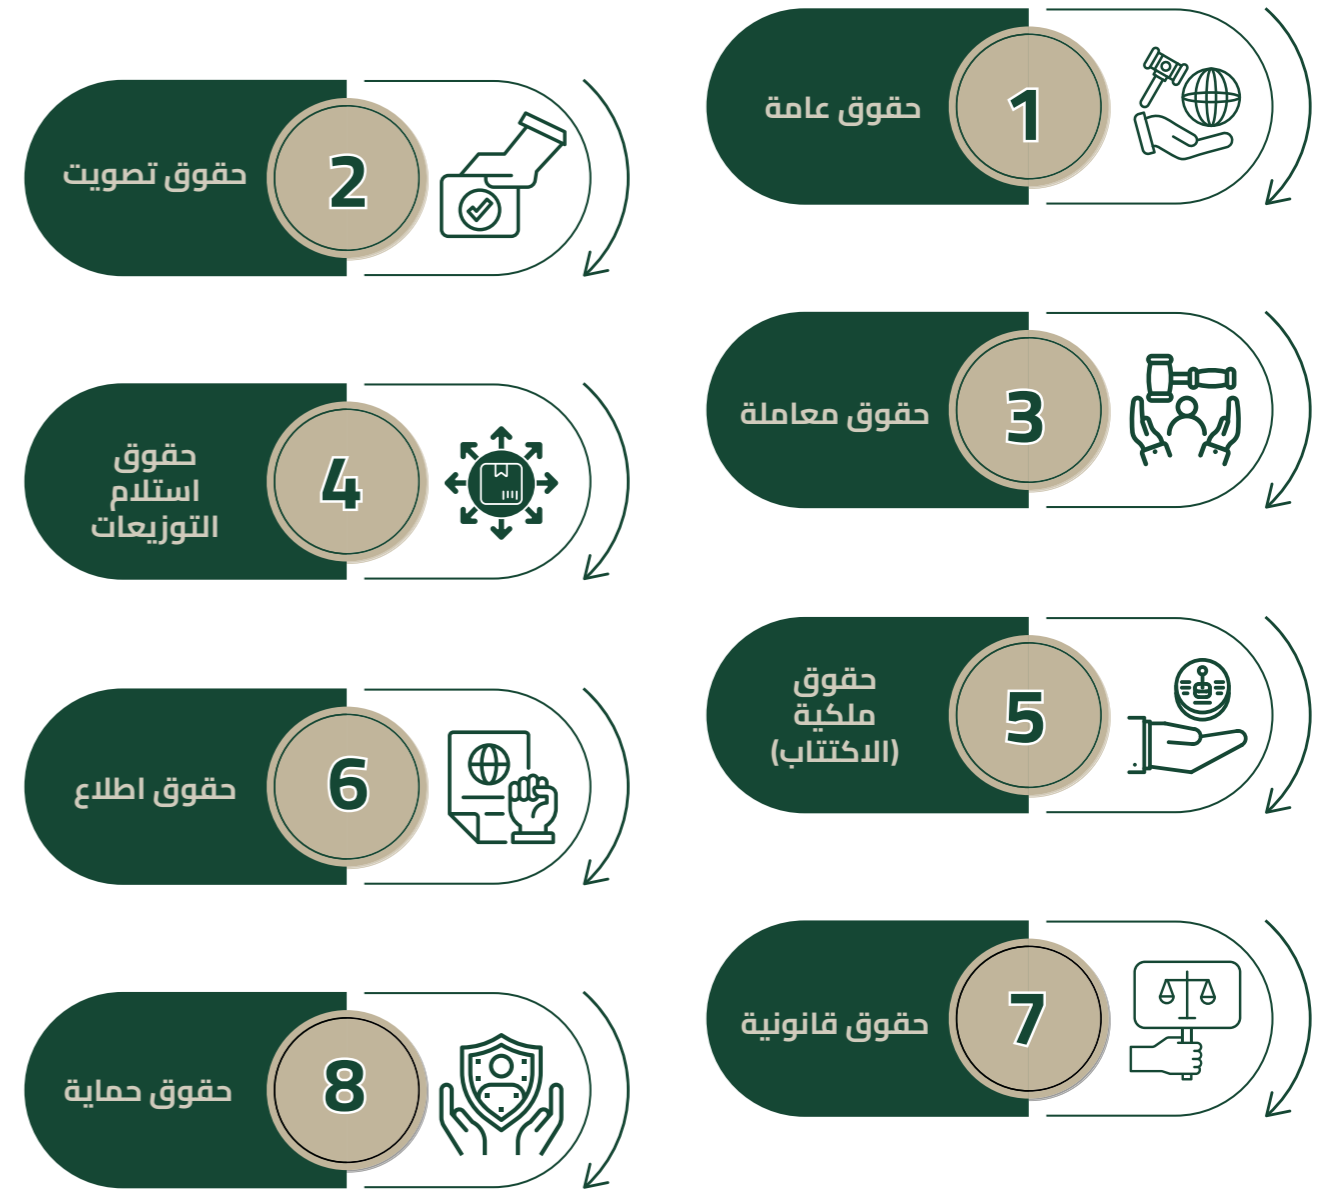 1
حقوق عامة
2
حقوق تصويت
3
حقوق معاملة
4
حقوق
استلام
التوزيعات
5
حقوق
ملكية
(الاكتتاب)
6
حقوق اطلاع
7
حقوق قانونية
8
حقوق حماية